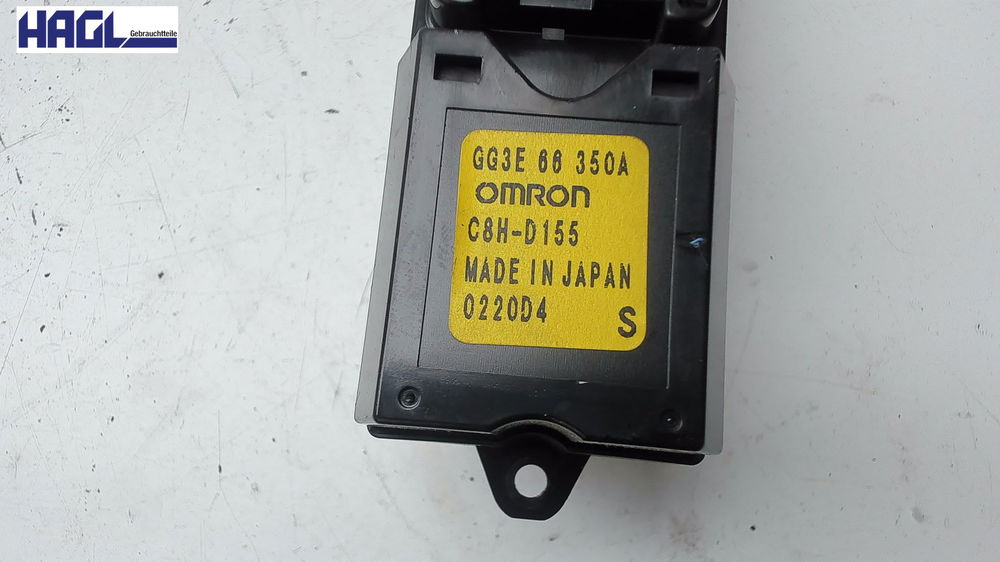 HAGL
Gebrauchtteile
GG3E 66 350A
OMRON
C8H-D155
MADE IN JAPAN
0220D4
S